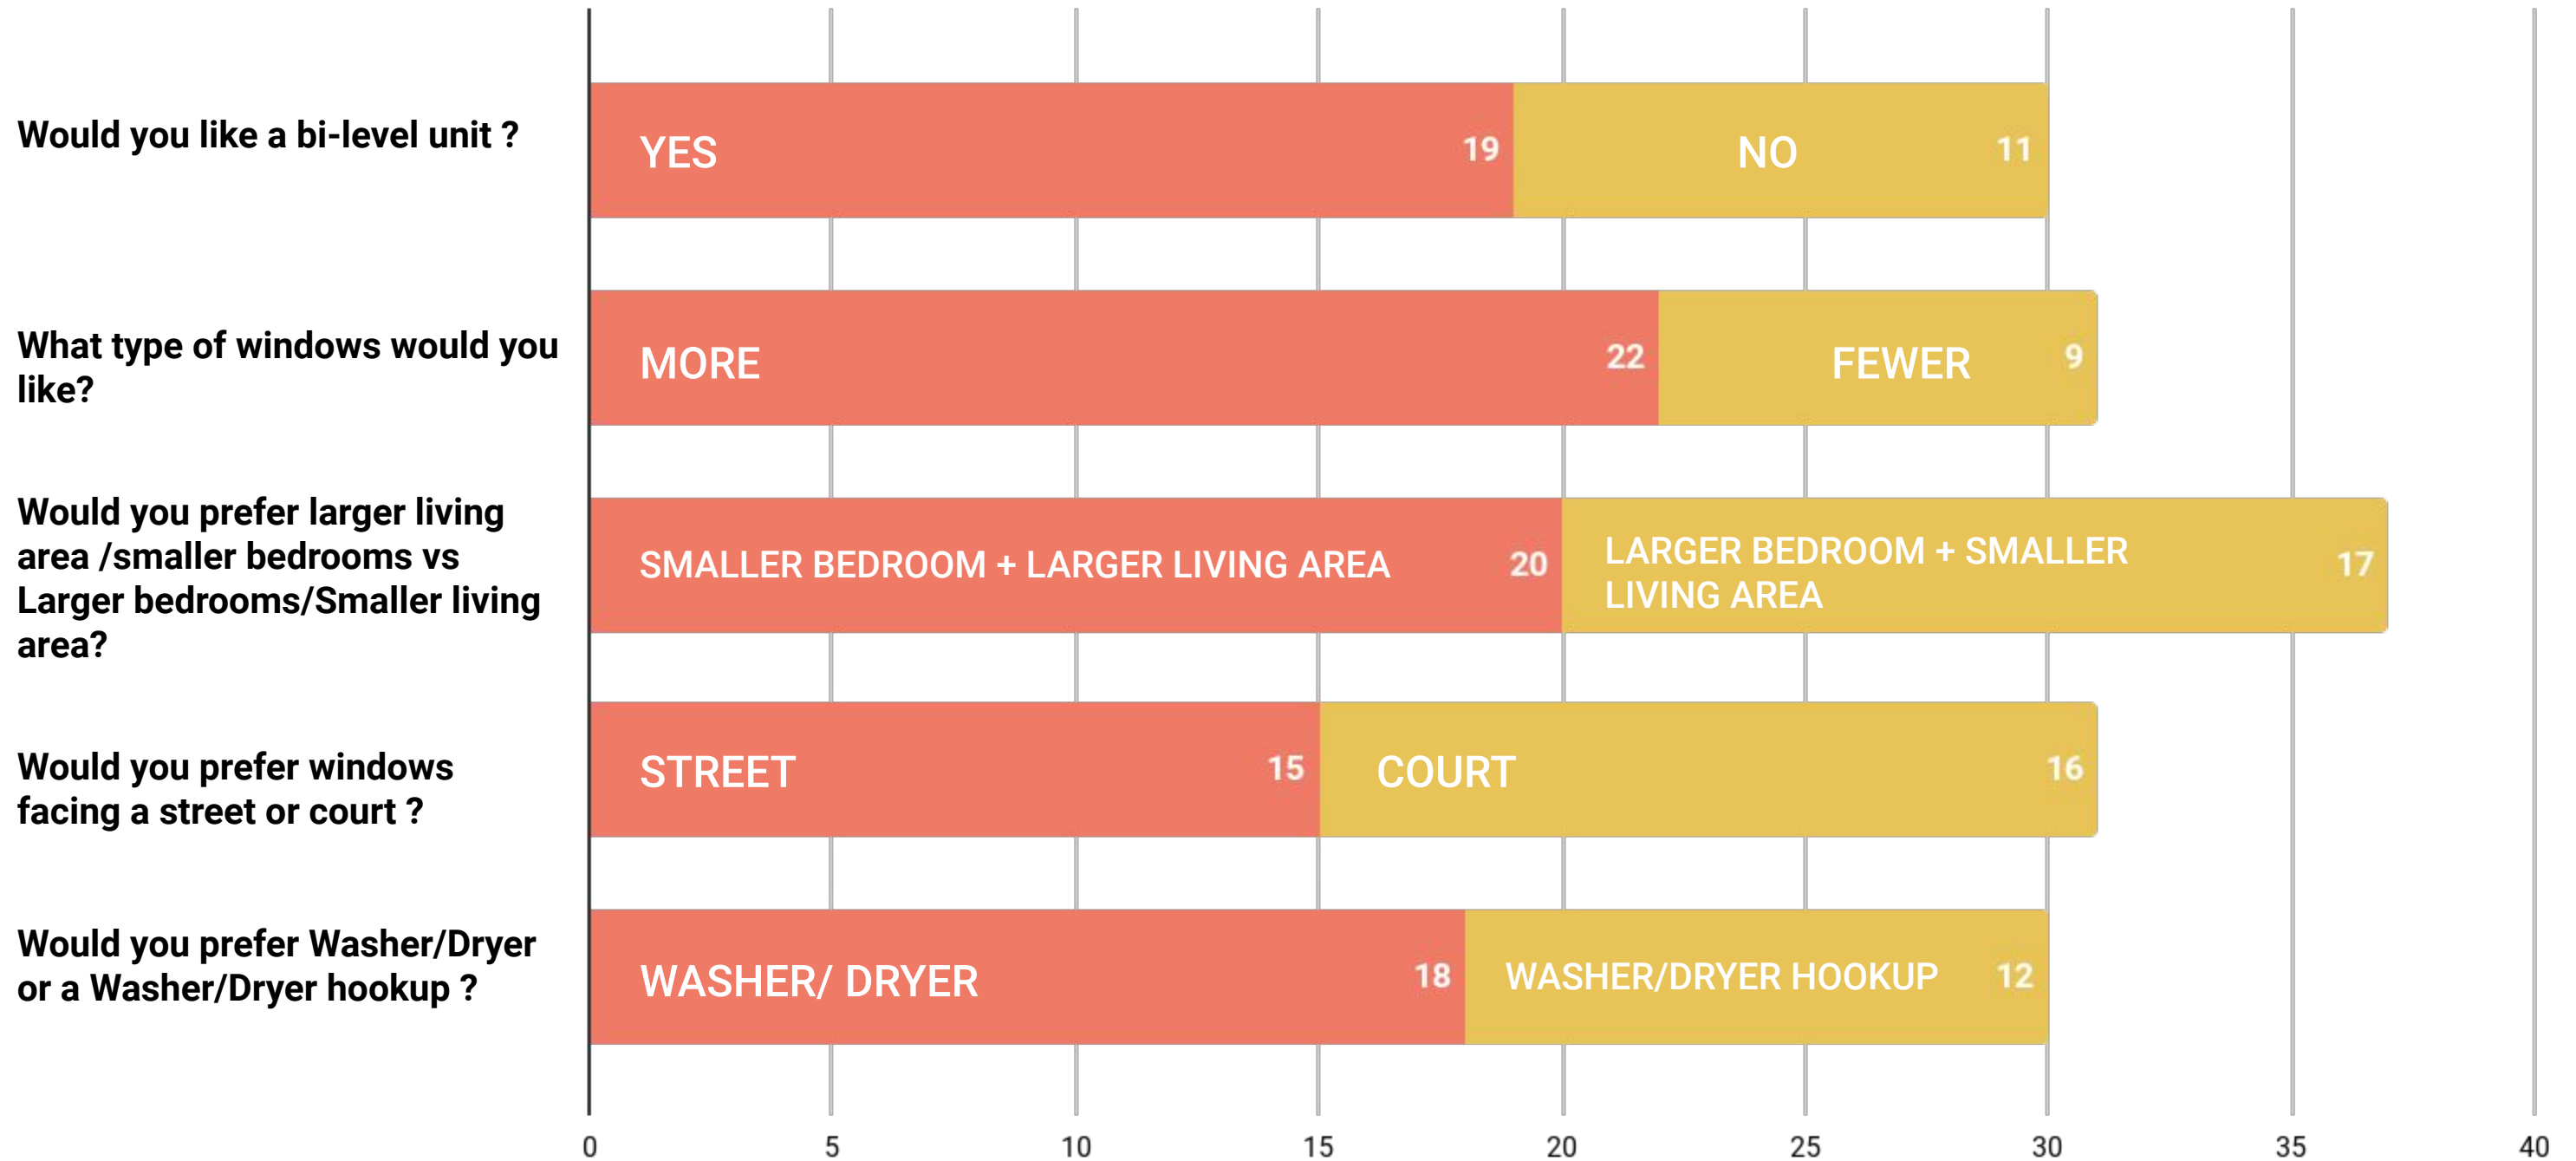 Would you like a bi-level unit ?
YES
19
NO
11
What type of windows would you
like?
MORE
22
FEWER
9
Would you prefer larger living
area /smaller bedrooms vs
Larger bedrooms/Smaller living
area?
SMALLER BEDROOM + LARGER LIVING AREA
20
LARGER BEDROOM + SMALLER
LIVING AREA
17
Would you prefer windows
facing a street or court ?
STREET
15
COURT
16
Would you prefer Washer/Dryer
or a Washer/Dryer hookup ?
WASHER/ DRYER
18
WASHER/DRYER HOOKUP
12
0 5 10 15 20 25 30 35 40